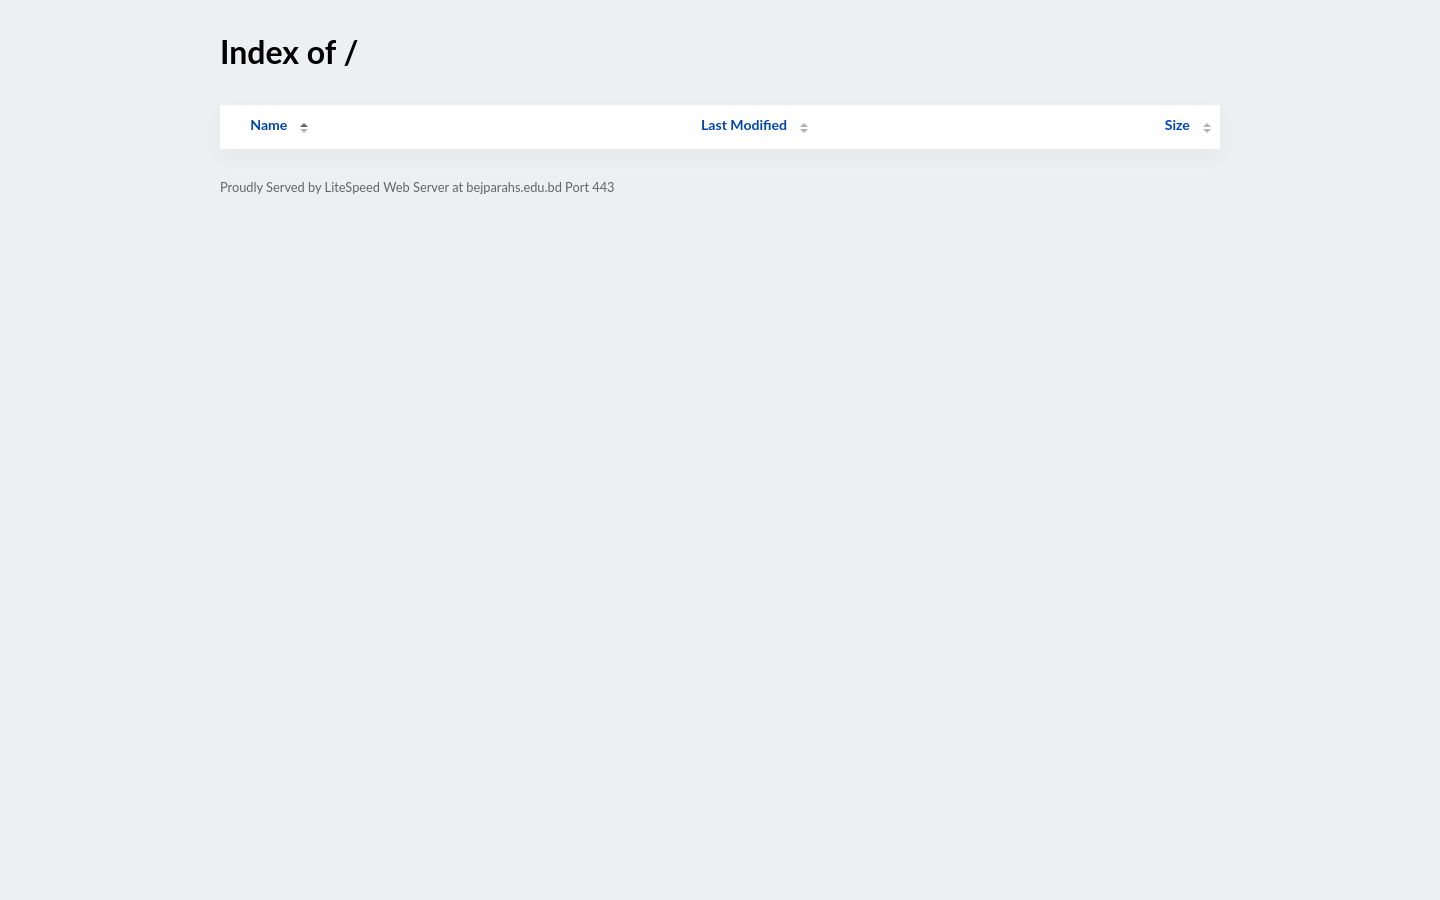 Index of /
Name Last Modified Size
Proudly Served by LiteSpeed Web Server at bejparahs.edu.bd Port 443